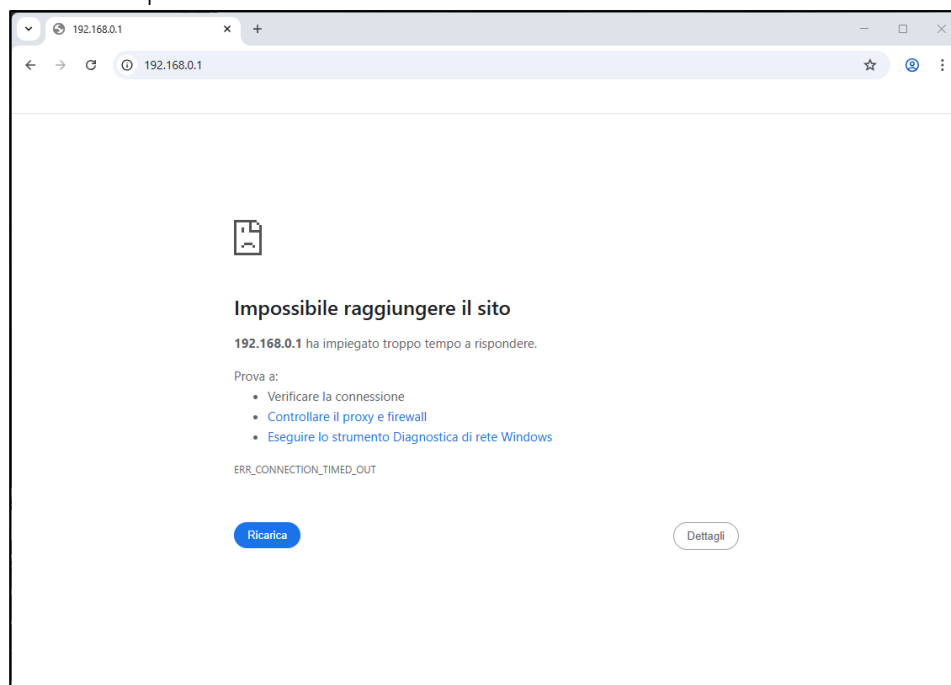 192.168.0.1
192.168.0.1
Impossibile raggiungere il sito
192.168.0.1 ha impiegato troppo tempo a rispondere.
Prova a:
Verificare la connessione
Controllare il proxy e firewall
Eseguire lo strumento Diagnostica di rete Windows
ERR_CONNECTION_TIMED_OUT
Ricarica
Dettagli